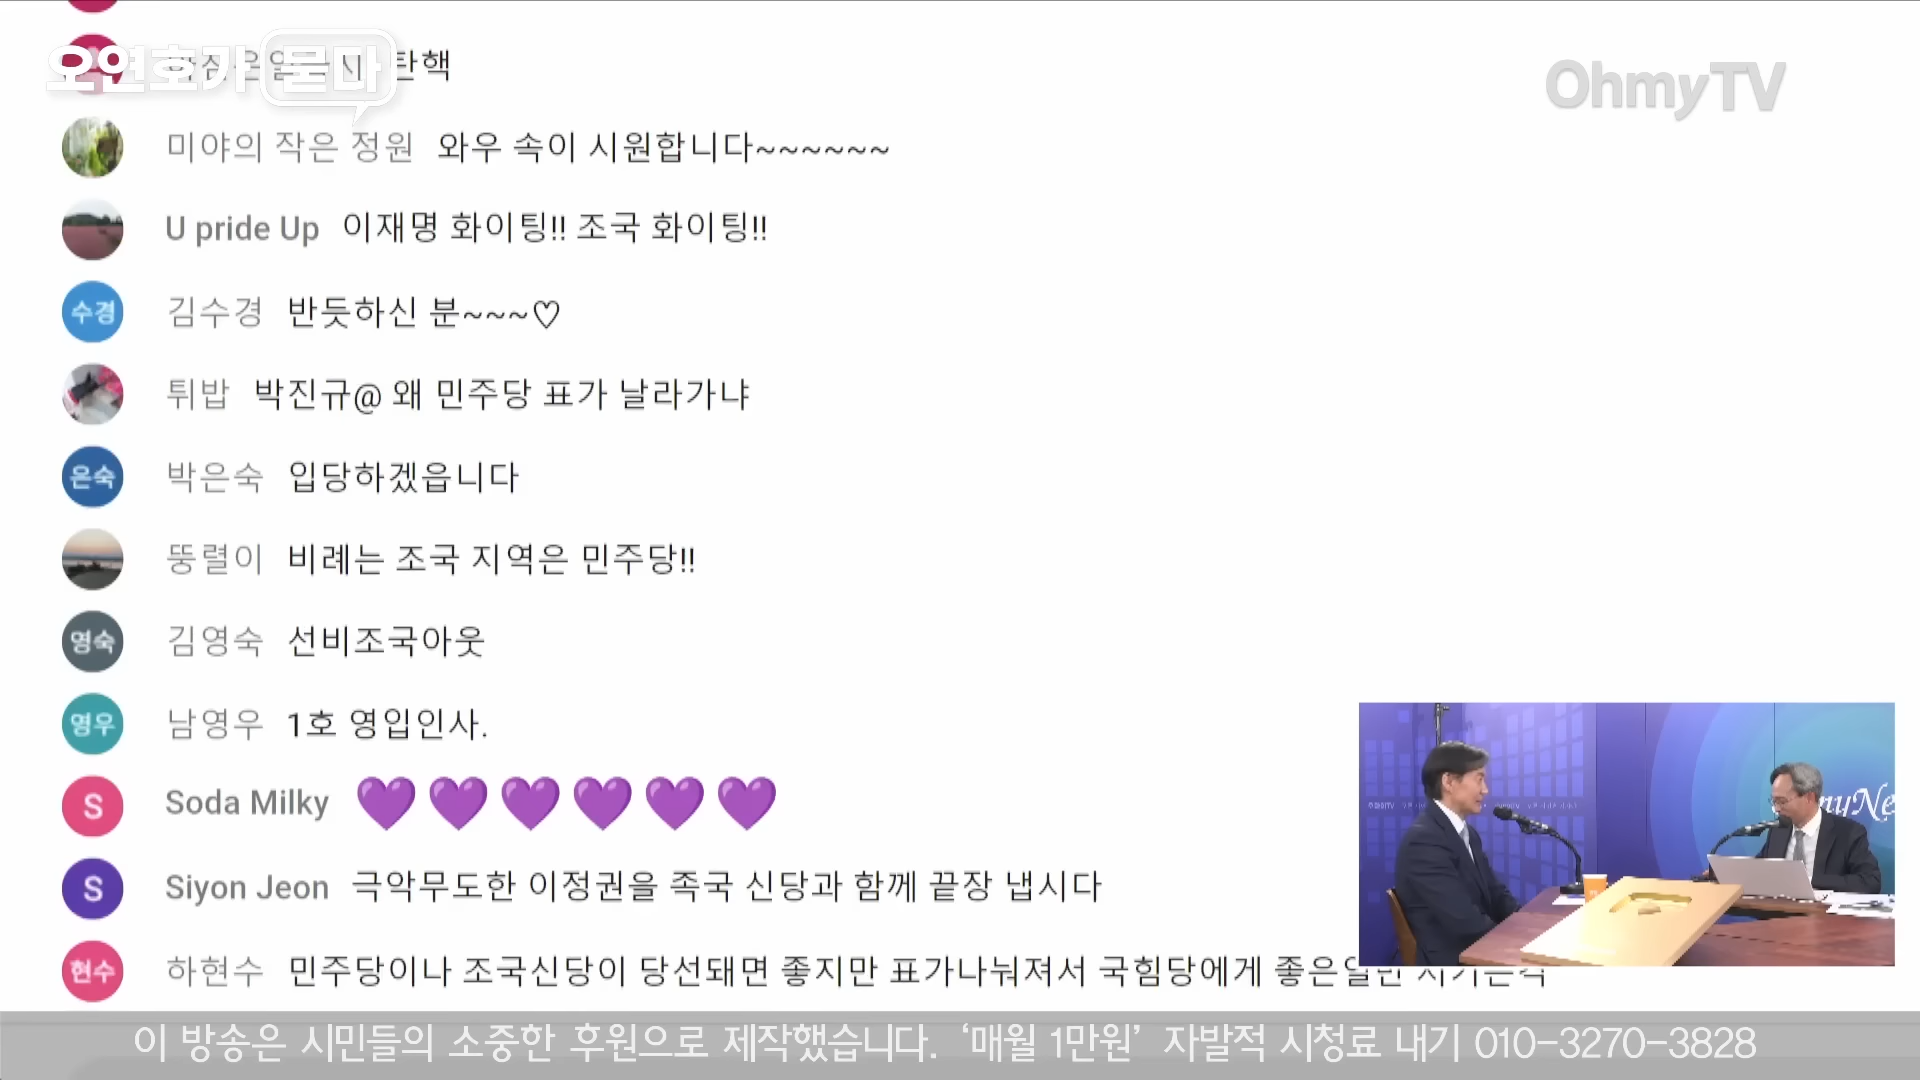 오연호가 묻다
탄핵
OhmyTV
미야의 작은 정원 와우 속이 시원합니다~~~~~~
U pride Up 이재명 화이팅!! 조국 화이팅!!
수경 김수경 반듯하신 분~~~♡
튀밥 박진규@ 왜 민주당 표가 날라가냐
은숙 박은숙 입당하겠읍니다
뚱렬이 비례는 조국 지역은 민주당!!
영숙 김영숙 선비조국아웃
영우 남영우 1호 영입인사.
S Soda Milky 💜💜💜💜💜💜
S Siyon Jeon 극악무도한 이정권을 족국 신당과 함께 끝장 냅시다
현수 하현수 민주당이나 조국신당이 당선돼면 좋지만 표가나눠져서 국힘당에게 좋은일만
이 방송은 시민들의 소중한 후원으로 제작했습니다. ‘매월 1만원’ 자발적 시청료 내기 010-3270-3828